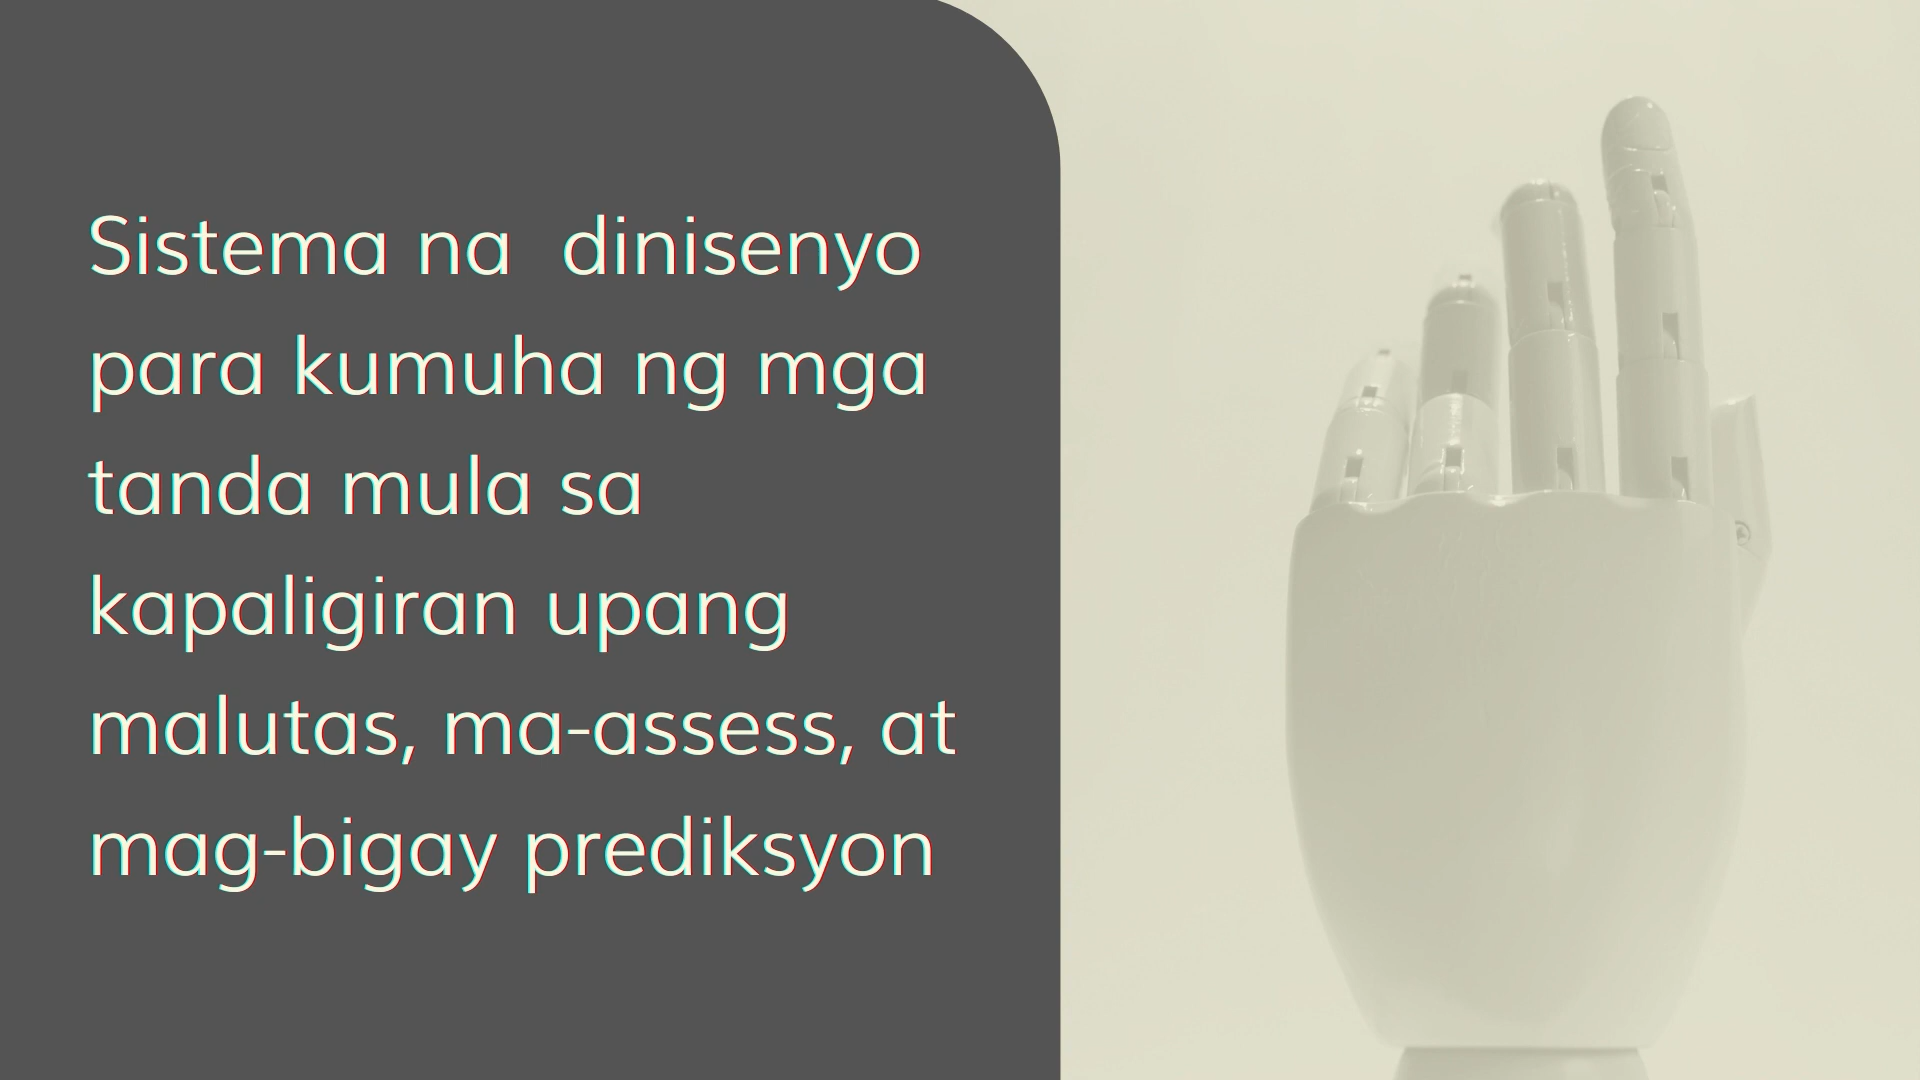 Sistema na  dinisenyo
para kumuha ng mga
tanda mula sa
kapaligiran upang
malutas, ma-assess, at
mag-bigay prediksyon